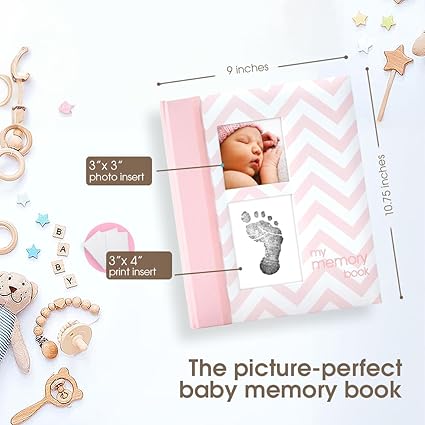 9 inches
3"x 3"
photo insert
10.75 inches
my
memory
book
3"x 4"
print insert
B
A
B
Y
The picture-perfect
baby memory book